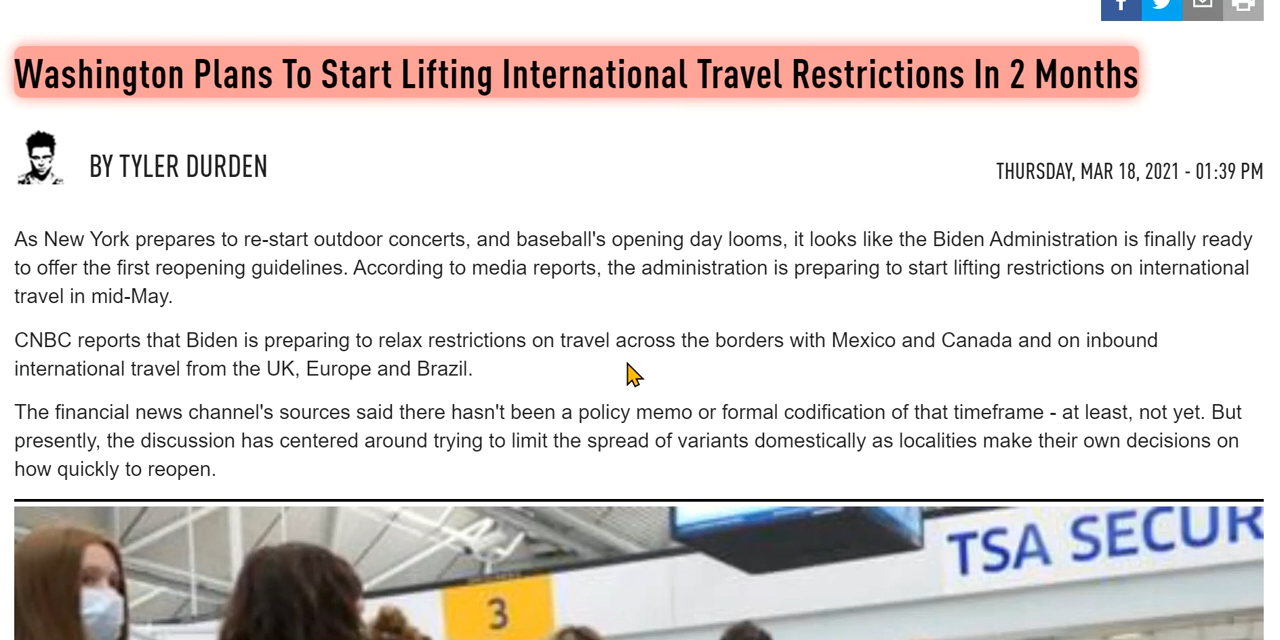 Washington Plans To Start Lifting International Travel Restrictions In 2 Months
BY TYLER DURDEN
THURSDAY, MAR 18, 2021 - 01:39 PM
As New York prepares to re-start outdoor concerts, and baseball's opening day looms, it looks like the Biden Administration is finally ready
to offer the first reopening guidelines. According to media reports, the administration is preparing to start lifting restrictions on international
travel in mid-May.
CNBC reports that Biden is preparing to relax restrictions on travel across the borders with Mexico and Canada and on inbound
international travel from the UK, Europe and Brazil.
The financial news channel's sources said there hasn't been a policy memo or formal codification of that timeframe - at least, not yet. But
presently, the discussion has centered around trying to limit the spread of variants domestically as localities make their own decisions on
how quickly to reopen.
TSA SECUR
3